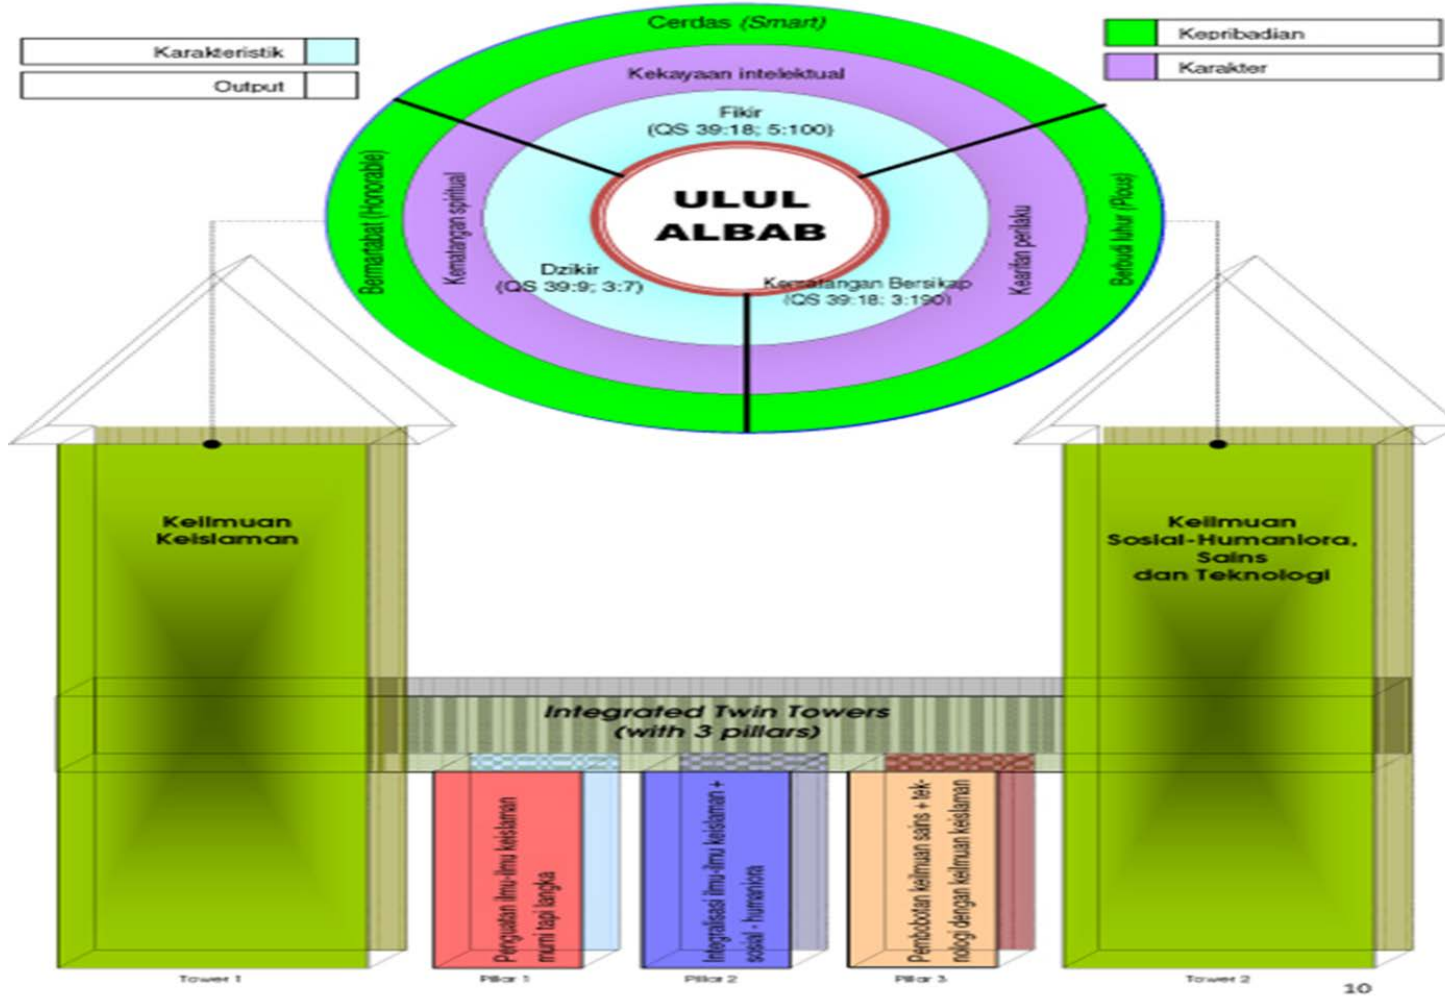 Karakteristik
Output
Kepribadian
Karakter
Cerdas (Smart)
Kekayaan intelektual
Fikir
(QS 39:18; 5:100)
ULUL
ALBAB
Bermartabat (Honorable)
Kematangan spiritual
Dzikir
(QS 39:9; 3:7)
Kematangan Bersikap
(QS 39:18: 3:190)
Kearifan perilaku
Berbudi luhur (Pious)
Keilmuan
Keislaman
Keilmuan
Sosial-Humaniora,
Sains
dan Teknologi
Integrated Twin Towers
(with 3 pillars)
Penguatan ilmu-ilmu keislaman
murni tapi langka
Integralisasi ilmu-ilmu keislaman +
sosial - humaniora
Pembobotan keilmuan sains + tek-
nologi dengan keilmuan keislaman
Tower 1
Pillar 1
Pillar 2
Pillar 3
Tower 2
10